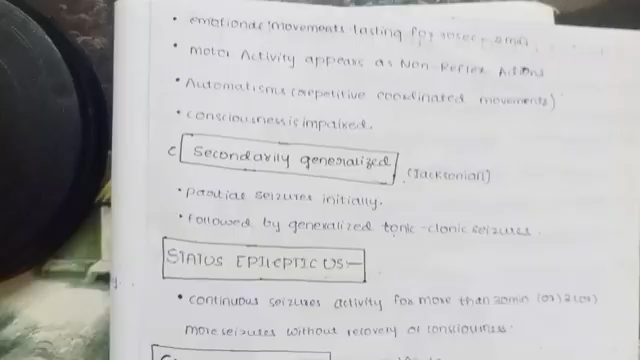 • emotional movements lasting for 30sec - 2min.
• motor Activity appears as Non-Reflex Actions
• Automatisms (repetitive coordinated movements)
• consciousness is impaired.
c) Secondarily generalized (Jacksonian)
• partial seizures initially.
• followed by generalized tonic-clonic seizures.
STATUS EPILEPTICUS:-
• continuous seizures activity for more than 30min (or) 2 (or)
more seizures without recovery of consciousness.